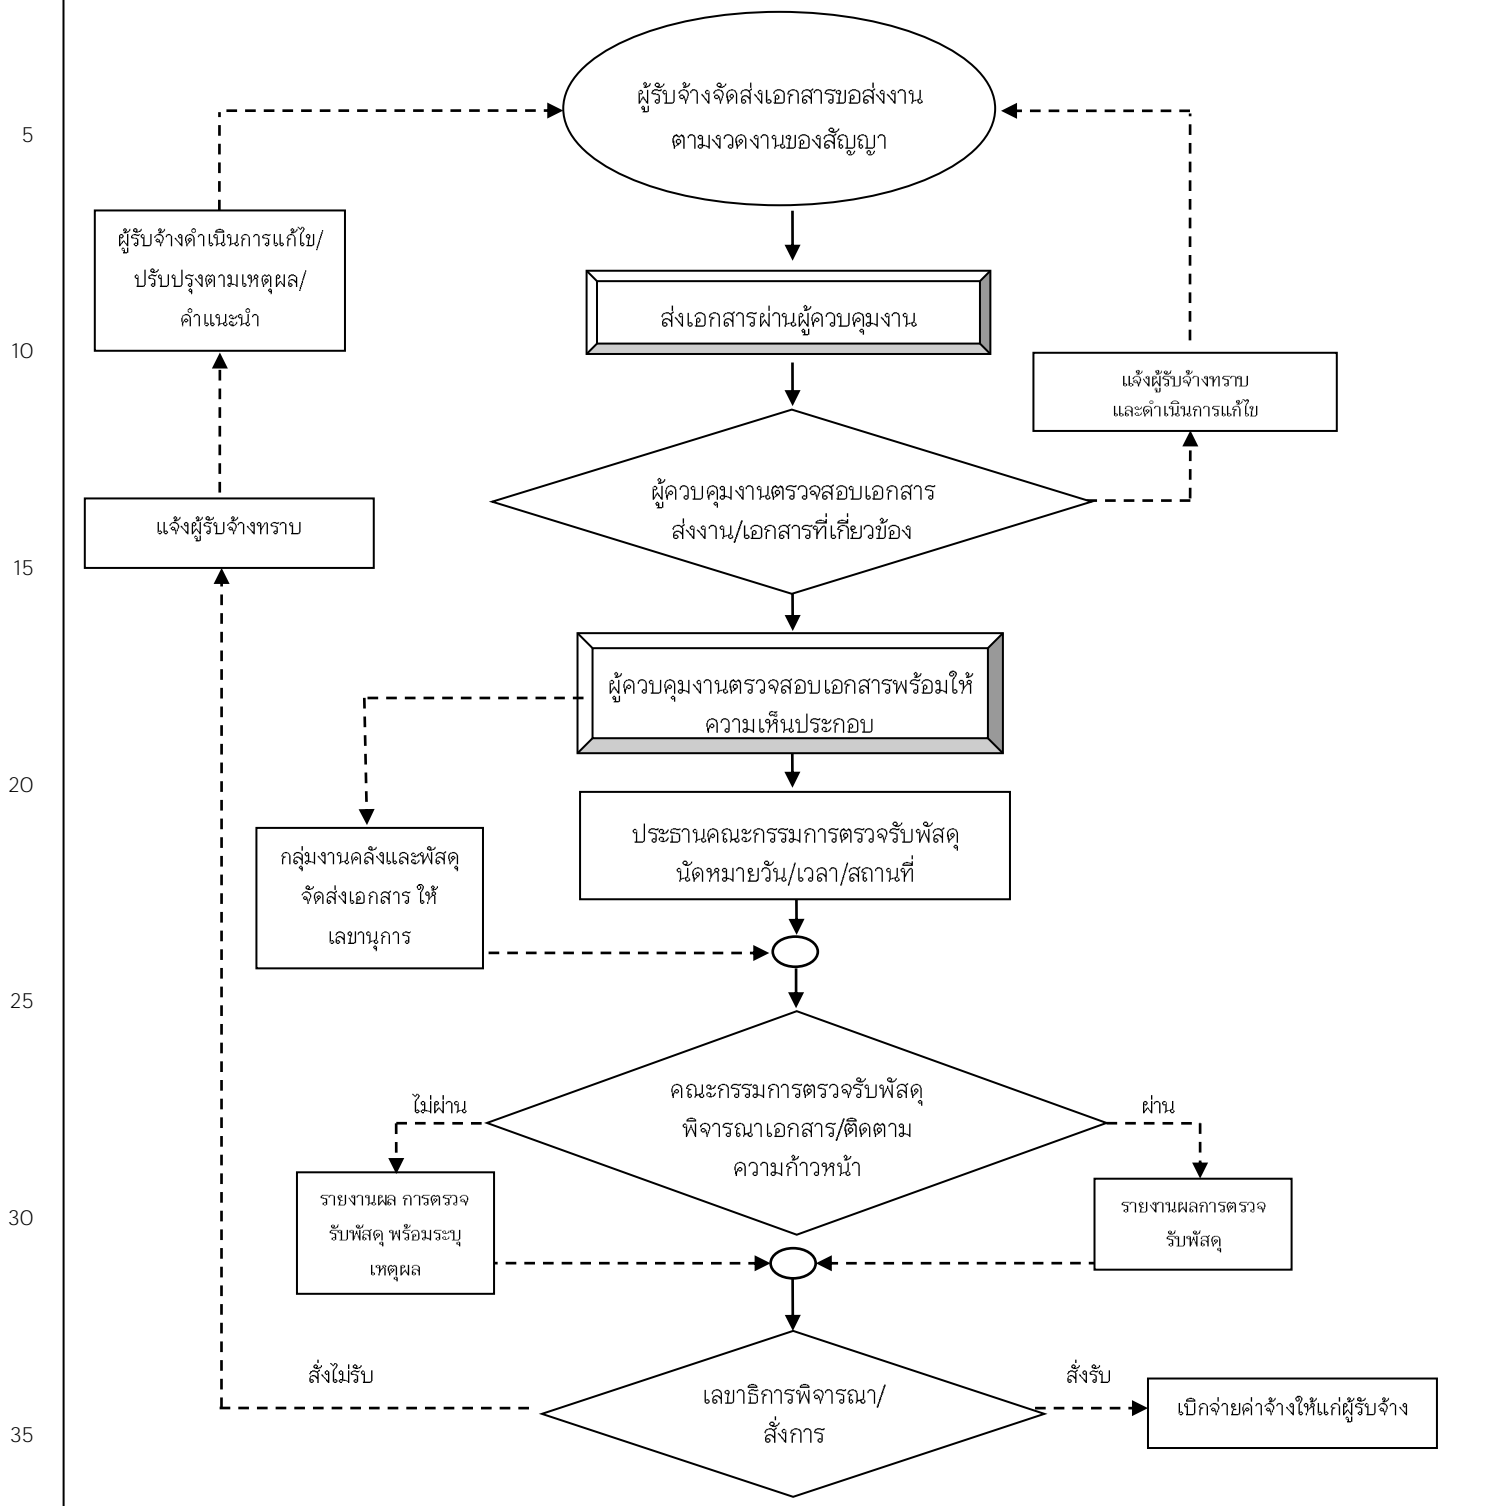 ผู้รับจ้างจัดส่งเอกสารขอส่งงาน
ตามงวดงานของสัญญา
5
ผู้รับจ้างดำเนินการแก้ไข/
ปรับปรุงตามเหตุผล/
คำแนะนำ
ส่งเอกสารผ่านผู้ควบคุมงาน
10
แจ้งผู้รับจ้างทราบ
และดำเนินการแก้ไข
ผู้ควบคุมงานตรวจสอบเอกสาร
ส่งงาน/เอกสารที่เกี่ยวข้อง
แจ้งผู้รับจ้างทราบ
15
ผู้ควบคุมงานตรวจสอบเอกสารพร้อมให้
ความเห็นประกอบ
20
ประธานคณะกรรมการตรวจรับพัสดุ
นัดหมายวัน/เวลา/สถานที่
กลุ่มงานคลังและพัสดุ
จัดส่งเอกสาร ให้
เลขานุการ
25
คณะกรรมการตรวจรับพัสดุ
พิจารณาเอกสาร/ติดตาม
ความก้าวหน้า
ไม่ผ่าน
ผ่าน
รายงานผล การตรวจ
รับพัสดุ พร้อมระบุ
เหตุผล
30
รายงานผลการตรวจ
รับพัสดุ
สั่งไม่รับ
สั่งรับ
เลขาธิการพิจารณา/
สั่งการ
เบิกจ่ายค่าจ้างให้แก่ผู้รับจ้าง
35